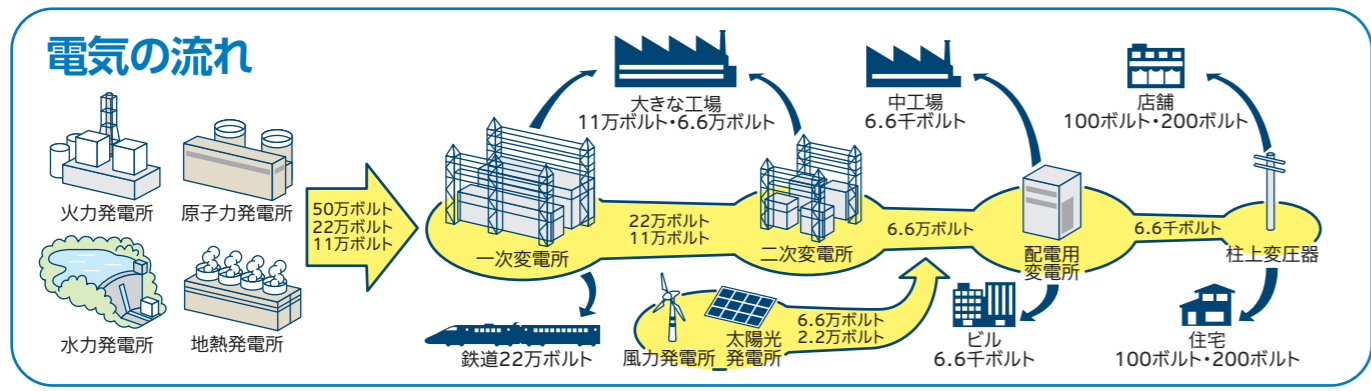 電気の流れ
火力発電所
原子力発電所
水力発電所
地熱発電所
50万ボルト
22万ボルト
11万ボルト
一次変電所
大きな工場
11万ボルト・6.6万ボルト
鉄道22万ボルト
22万ボルト
11万ボルト
二次変電所
風力発電所
太陽光
発電所
6.6万ボルト
2.2万ボルト
6.6万ボルト
中工場
6.6千ボルト
配電用
変電所
ビル
6.6千ボルト
6.6千ボルト
店舗
100ボルト・200ボルト
柱上変圧器
住宅
100ボルト・200ボルト